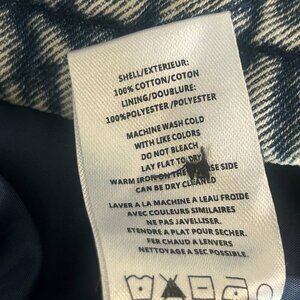 SHELL/EXTERIEUR:
100% COTTON/COTON
LINING/DOUBLURE:
100%POLYESTER/POLYESTER
MACHINE WASH COLD
WITH LIKE COLORS
DO NOT BLEACH
LAY FLAT TO DRY
WARM IRON ON THE SIDE
CAN BE DRY CLEANED
LAVER A LA MACHINE A L'EAU FROIDE
AVEC COULEURS SIMILAIRES
NE PAS JAVELLISER.
ETENDRE A PLAT POUR SECHER.
FER CHAUD A L'ENVERS
NETTOYAGE A SEC POSSIBLE.